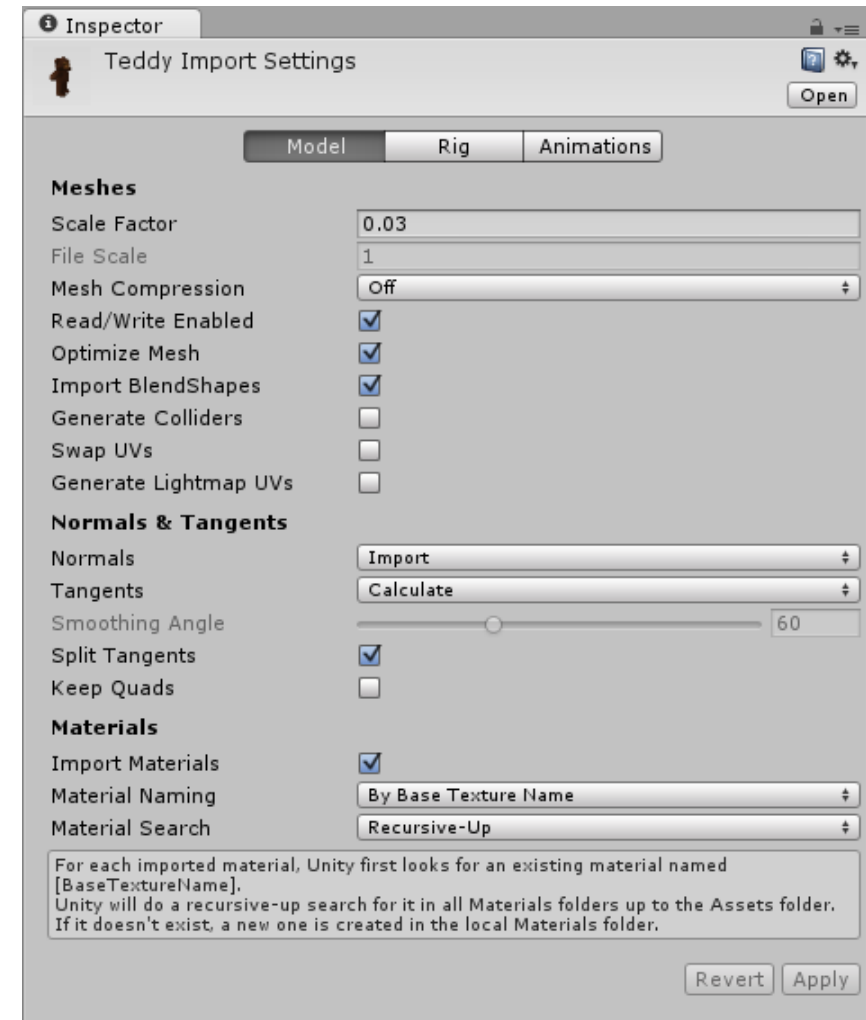 Inspector
Teddy Import Settings
Open
Model Rig Animations
Meshes
Scale Factor 0.03
File Scale 1
Mesh Compression Off
Read/Write Enabled
Optimize Mesh
Import BlendShapes
Generate Colliders
Swap UVs
Generate Lightmap UVs
Normals & Tangents
Normals Import
Tangents Calculate
Smoothing Angle 60
Split Tangents
Keep Quads
Materials
Import Materials
Material Naming By Base Texture Name
Material Search Recursive-Up
For each imported material, Unity first looks for an existing material named
[BaseTextureName].
Unity will do a recursive-up search for it in all Materials folders up to the Assets folder.
If it doesn't exist, a new one is created in the local Materials folder.
Revert Apply